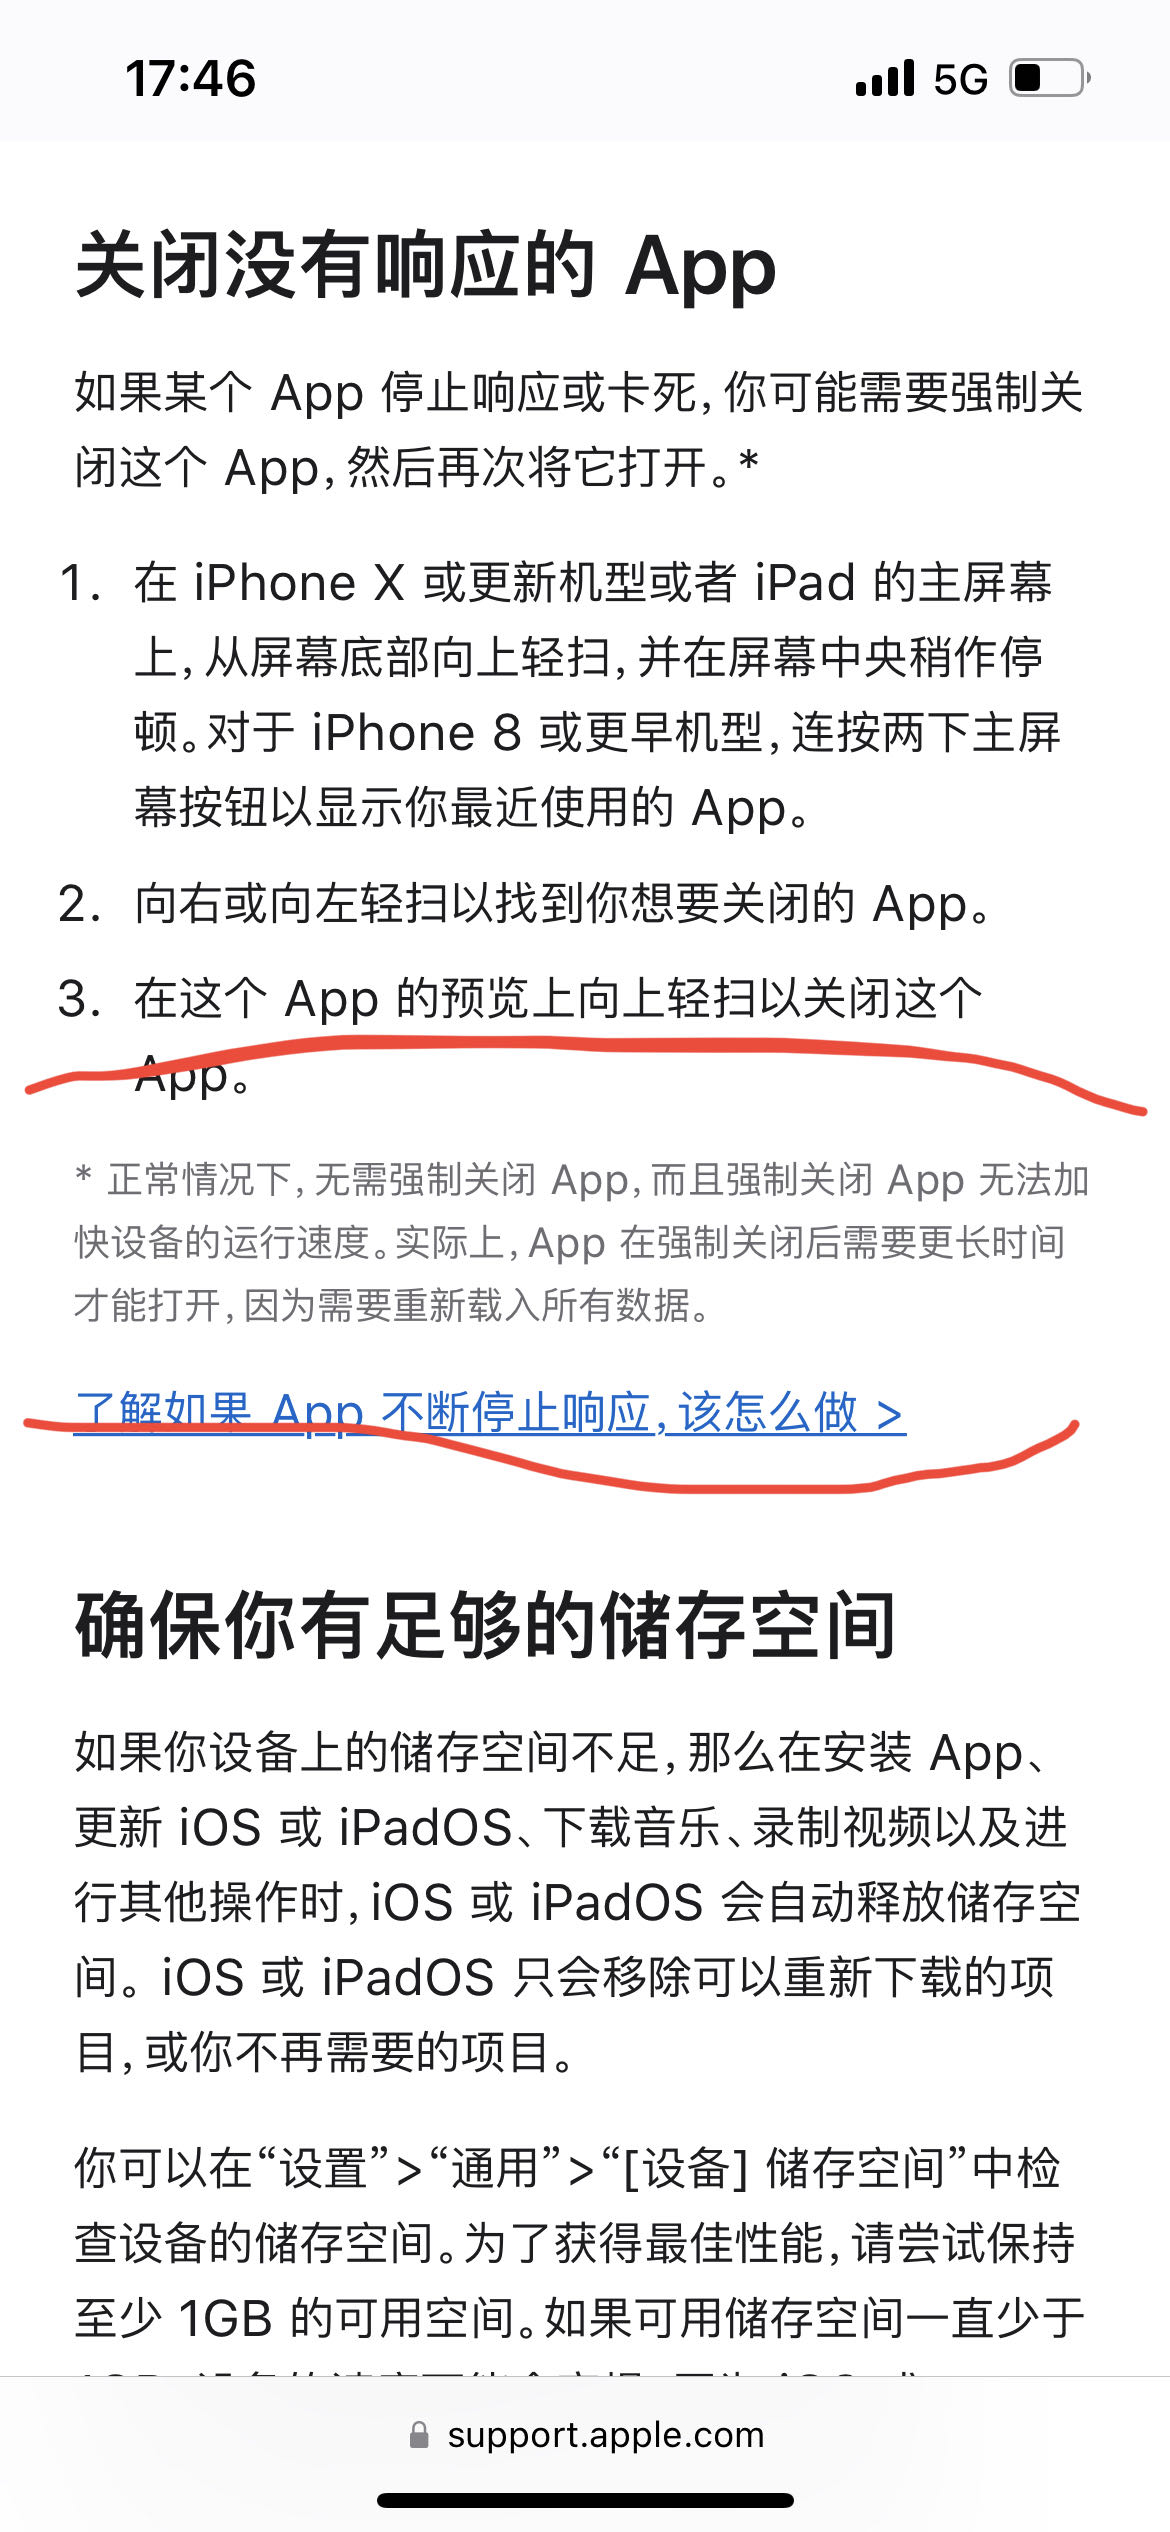 17:46
5G
关闭没有响应的 App
如果某个 App 停止响应或卡死，你可能需要强制关
闭这个 App，然后再次将它打开。*
1. 在 iPhone X 或更新机型或者 iPad 的主屏幕
上，从屏幕底部向上轻扫，并在屏幕中央稍作停
顿。对于 iPhone 8 或更早机型，连按两下主屏
幕按钮以显示你最近使用的 App。
2. 向右或向左轻扫以找到你想要关闭的 App。
3. 在这个 App 的预览上向上轻扫以关闭这个
App。
* 正常情况下，无需强制关闭 App，而且强制关闭 App 无法加
快设备的运行速度。实际上，App 在强制关闭后需要更长时间
才能打开，因为需要重新载入所有数据。
了解如果 App 不断停止响应，该怎么做 >
确保你有足够的储存空间
如果你设备上的储存空间不足，那么在安装 App、
更新 iOS 或 iPadOS、下载音乐、录制视频以及进
行其他操作时，iOS 或 iPadOS 会自动释放储存空
间。iOS 或 iPadOS 只会移除可以重新下载的项
目，或你不再需要的项目。
你可以在“设置”>“通用”>“[设备] 储存空间”中检
查设备的储存空间。为了获得最佳性能，请尝试保持
至少 1GB 的可用空间。如果可用储存空间一直少于
support.apple.com